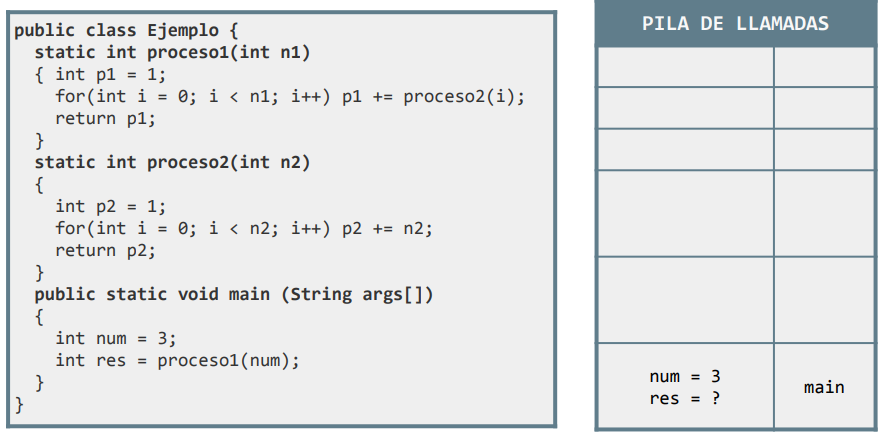 public class Ejemplo {
static int proceso1(int n1)
{ int p1 = 1;
for(int i = 0; i < n1; i++) p1 += proceso2(i);
return p1;
}
static int proceso2(int n2)
{
int p2 = 1;
for(int i = 0; i < n2; i++) p2 += n2;
return p2;
}
public static void main (String args[])
{
int num = 3;
int res = proceso1(num);
}
}
PILA DE LLAMADAS
num = 3
res = ?
main